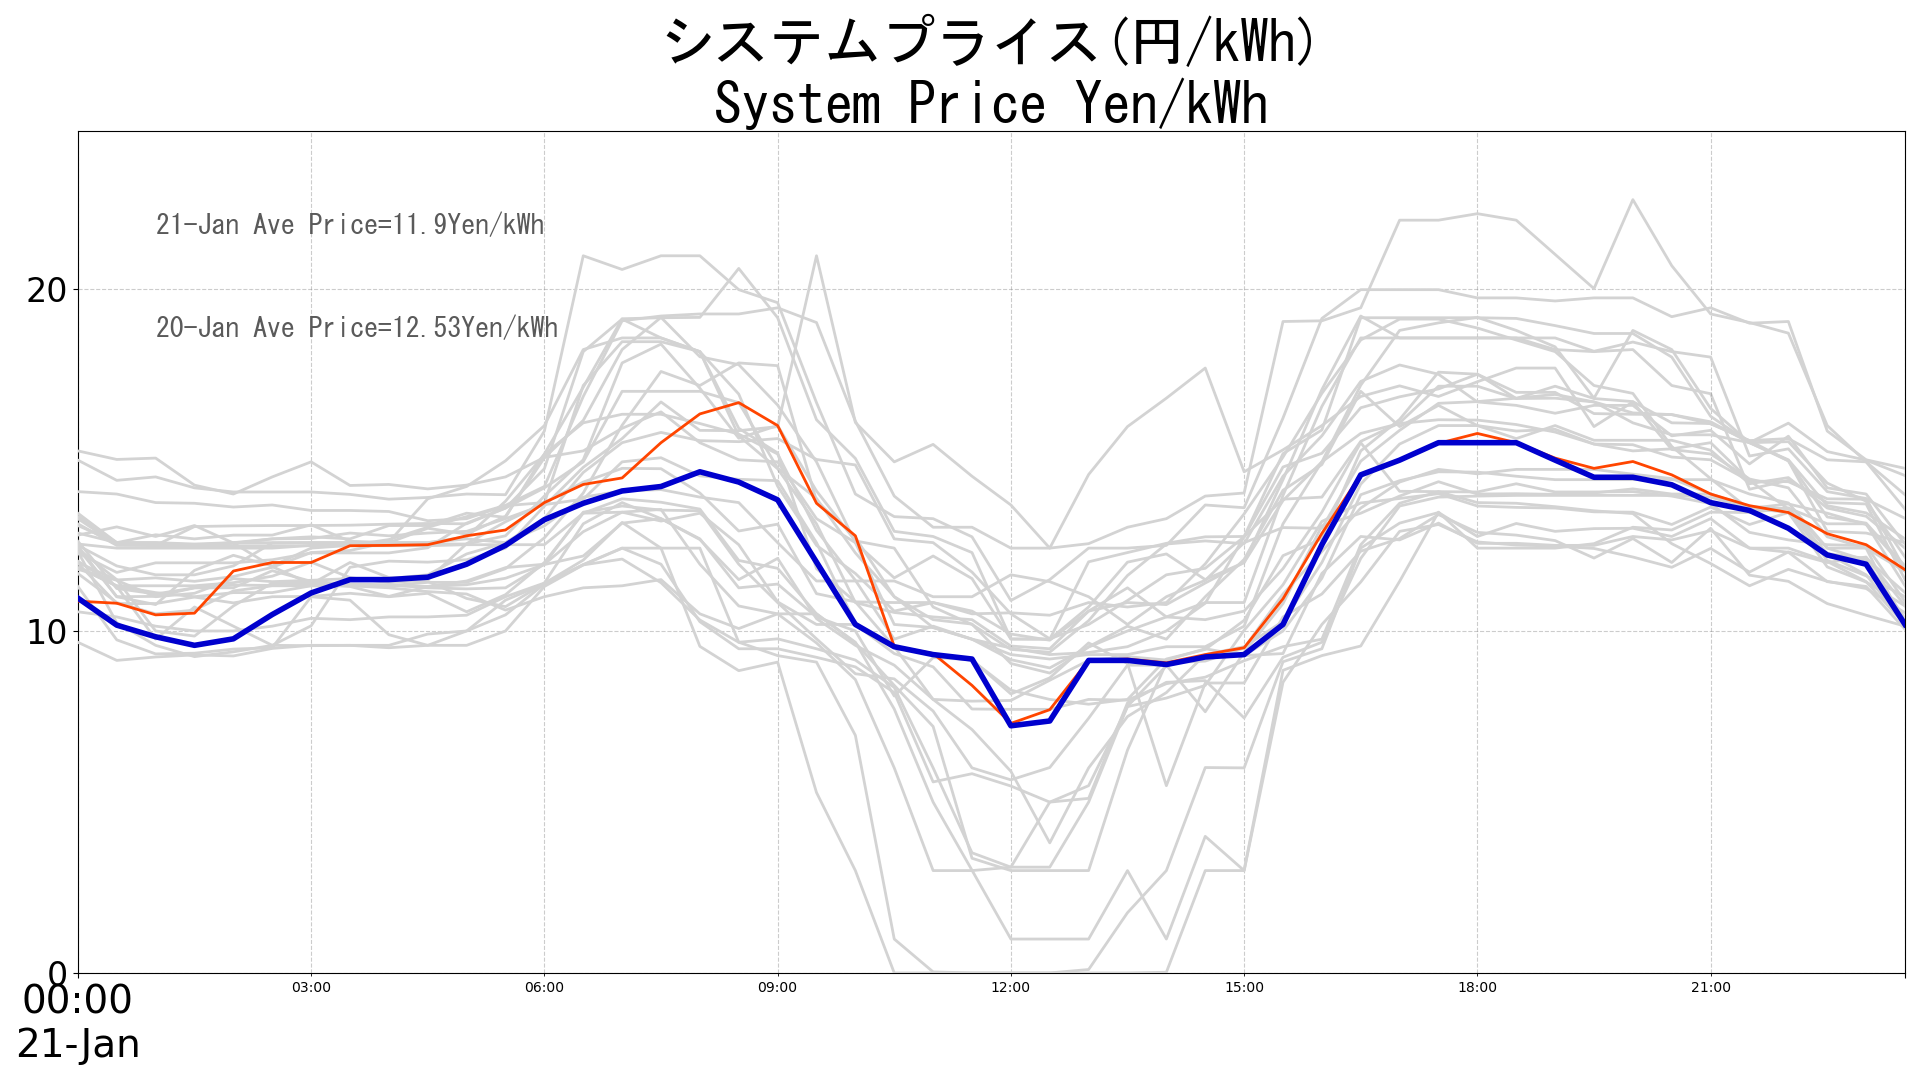 システムプライス(円/kWh)
System Price Yen/kWh
21-Jan Ave Price=11.9Yen/kWh
20
20-Jan Ave Price=12.53Yen/kWh
10
0
00:00
03:00
06:00
09:00
12:00
15:00
18:00
21:00
21-Jan